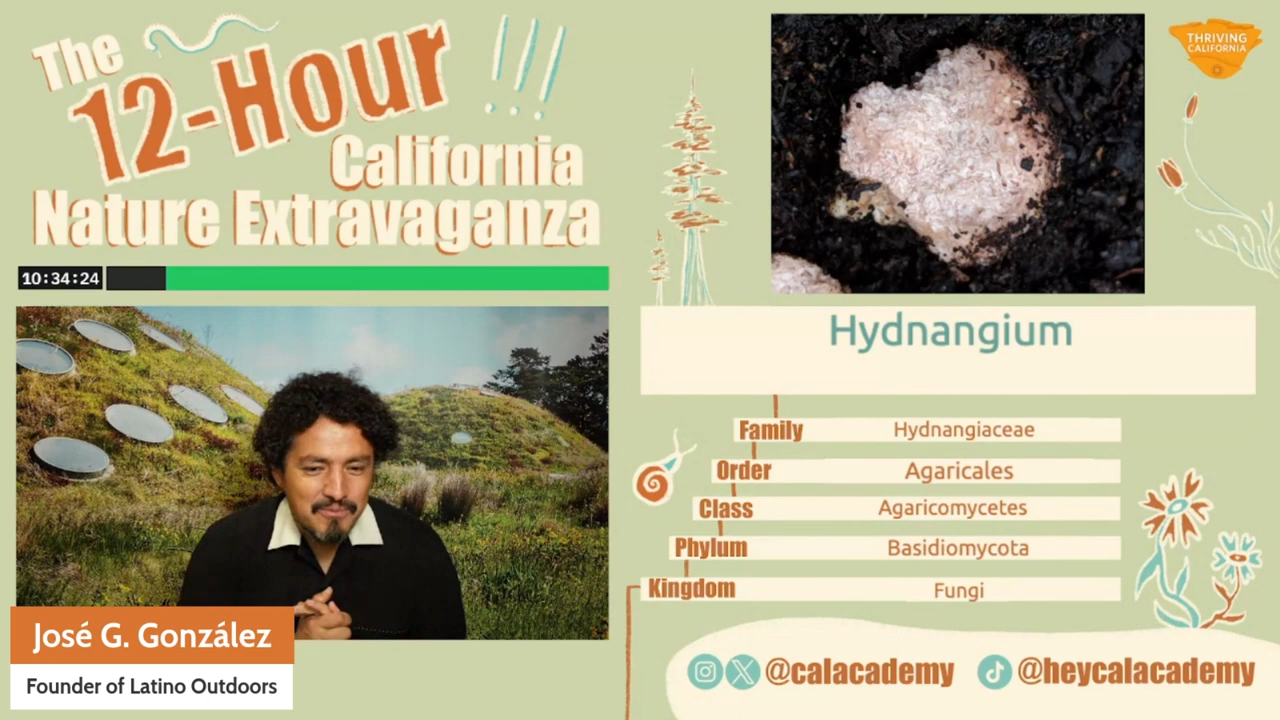 The
12-Hour !!!
California
Nature Extravaganza
10:34:24
José G. González
Founder of Latino Outdoors
THRIVING
CALIFORNIA
Hydnangium
Family Hydnangiaceae
Order Agaricales
Class Agaricomycetes
Phylum Basidiomycota
Kingdom Fungi
@calacademy @heycalacademy